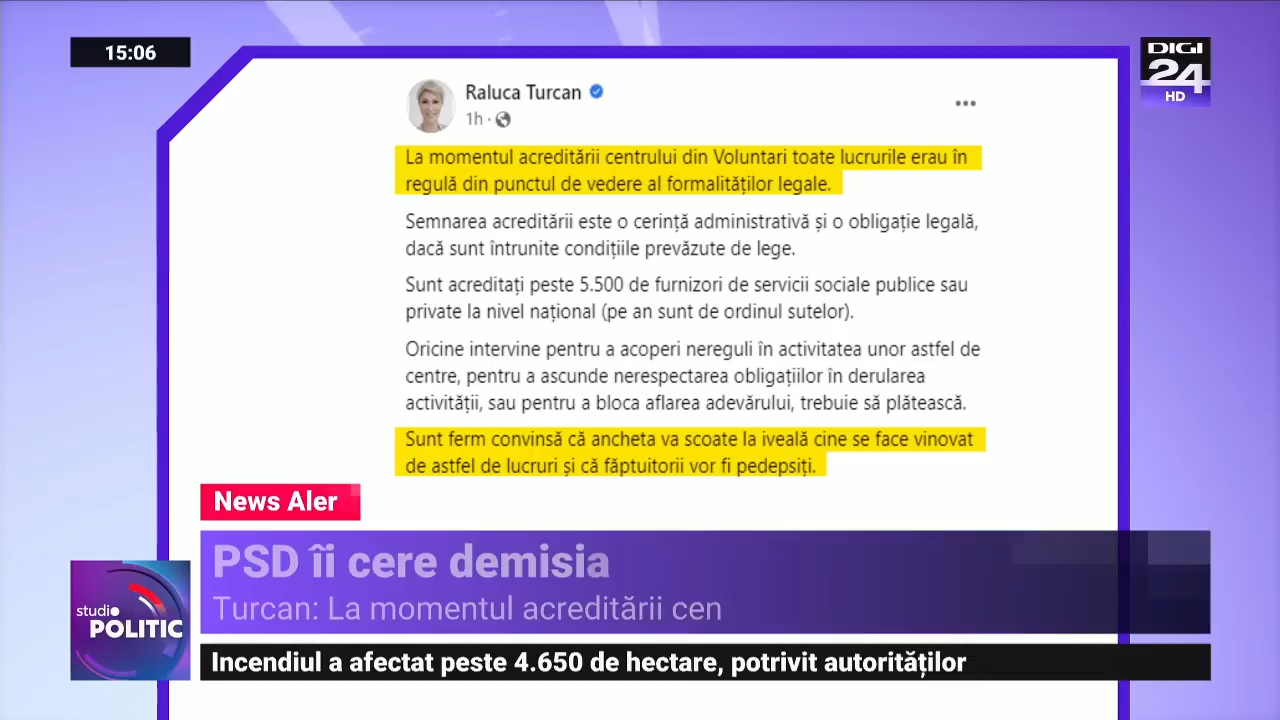 15:06
DIGI
24
HD
Raluca Turcan
1h ·
La momentul acreditării centrului din Voluntari toate lucrurile erau în
regulă din punctul de vedere al formalităților legale.
Semnarea acreditării este o cerință administrativă și o obligație legală,
dacă sunt întrunite condițiile prevăzute de lege.
Sunt acreditați peste 5.500 de furnizori de servicii sociale publice sau
private la nivel național (pe an sunt de ordinul sutelor).
Oricine intervine pentru a acoperi nereguli în activitatea unor astfel de
centre, pentru a ascunde nerespectarea obligațiilor în derularea
activității, sau pentru a bloca aflarea adevărului, trebuie să plătească.
Sunt ferm convinsă că ancheta va scoate la iveală cine se face vinovat
de astfel de lucruri și că făptuitorii vor fi pedepsiți.
News Aler
PSD îi cere demisia
Turcan: La momentul acreditării cen
studio
POLITIC
Incendiul a afectat peste 4.650 de hectare, potrivit autorităților